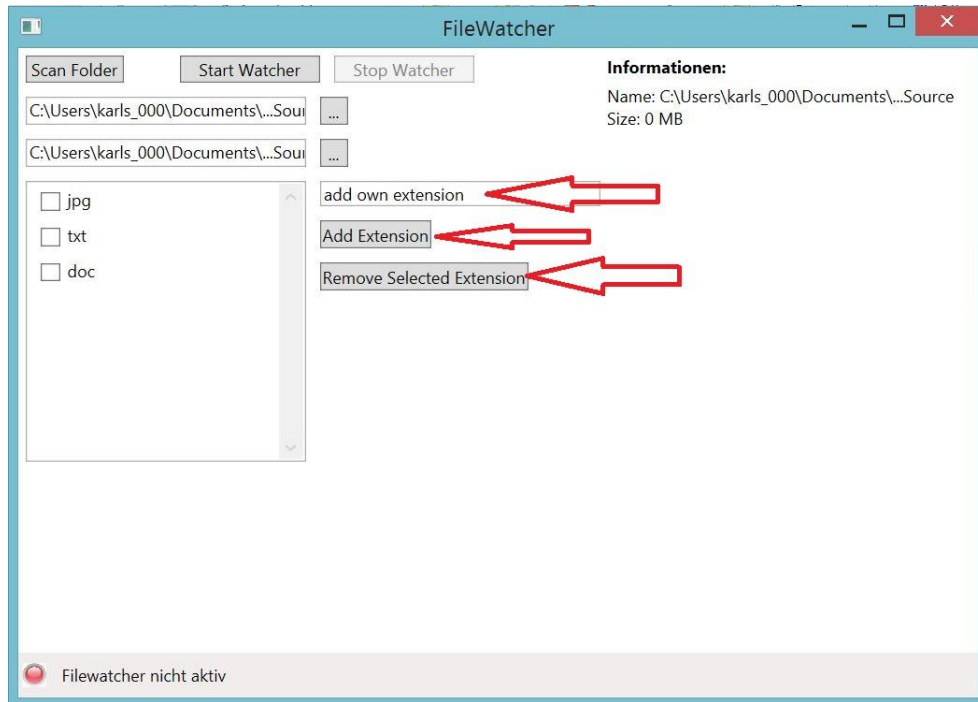 FileWatcher
Scan Folder Start Watcher Stop Watcher Informationen:
C:\Users\karls_000\Documents\...Sour ... Name: C:\Users\karls_000\Documents\...Source
Size: 0 MB
C:\Users\karls_000\Documents\...Sour ...
jpg add own extension
txt Add Extension
doc Remove Selected Extension
Filewatcher nicht aktiv